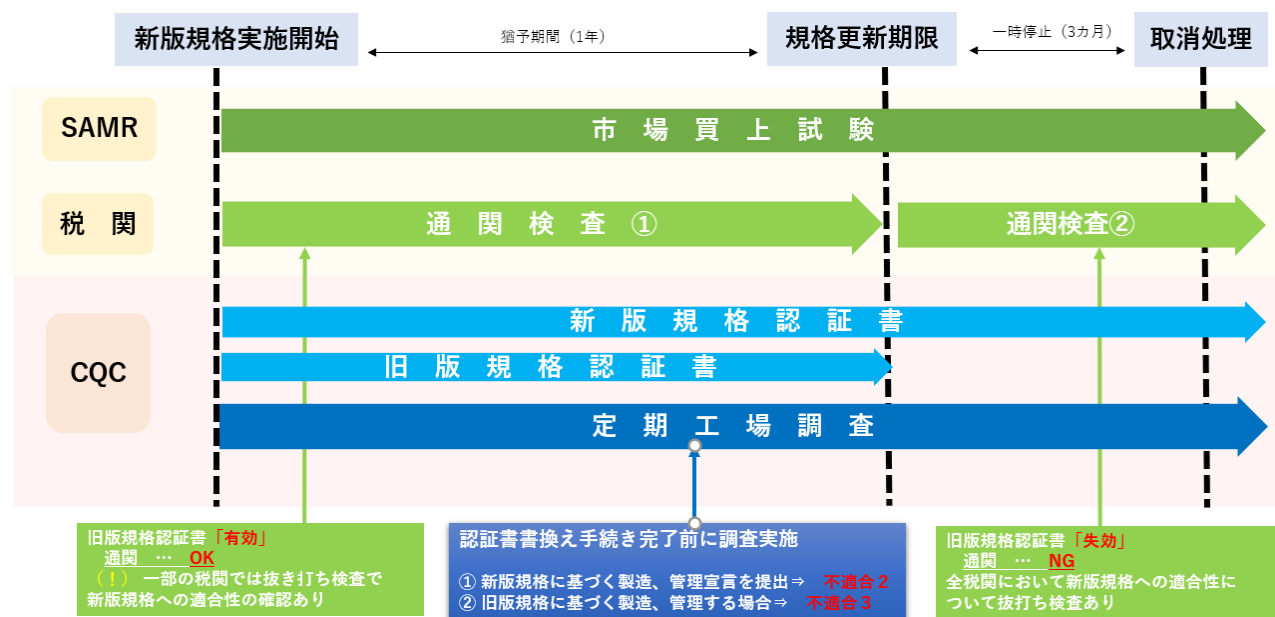 新版規格実施開始
猶予期間（1年）
規格更新期限
一時停止（3カ月）
取消処理
SAMR
市場買上試験
税　関
通関検査①
通関検査②
CQC
新版規格認証書
旧版規格認証書
定期工場調査
旧版規格認証書「有効」
通関　…　OK
（！）一部の税関では抜き打ち検査で
新版規格への適合性の確認あり
認証書書換え手続き完了前に調査実施
① 新版規格に基づく製造、管理宣言を提出⇒　不適合２
② 旧版規格に基づく製造、管理する場合⇒　不適合３
旧版規格認証書「失効」
通関　…　NG
全税関において新版規格への適合性に
ついて抜打ち検査あり